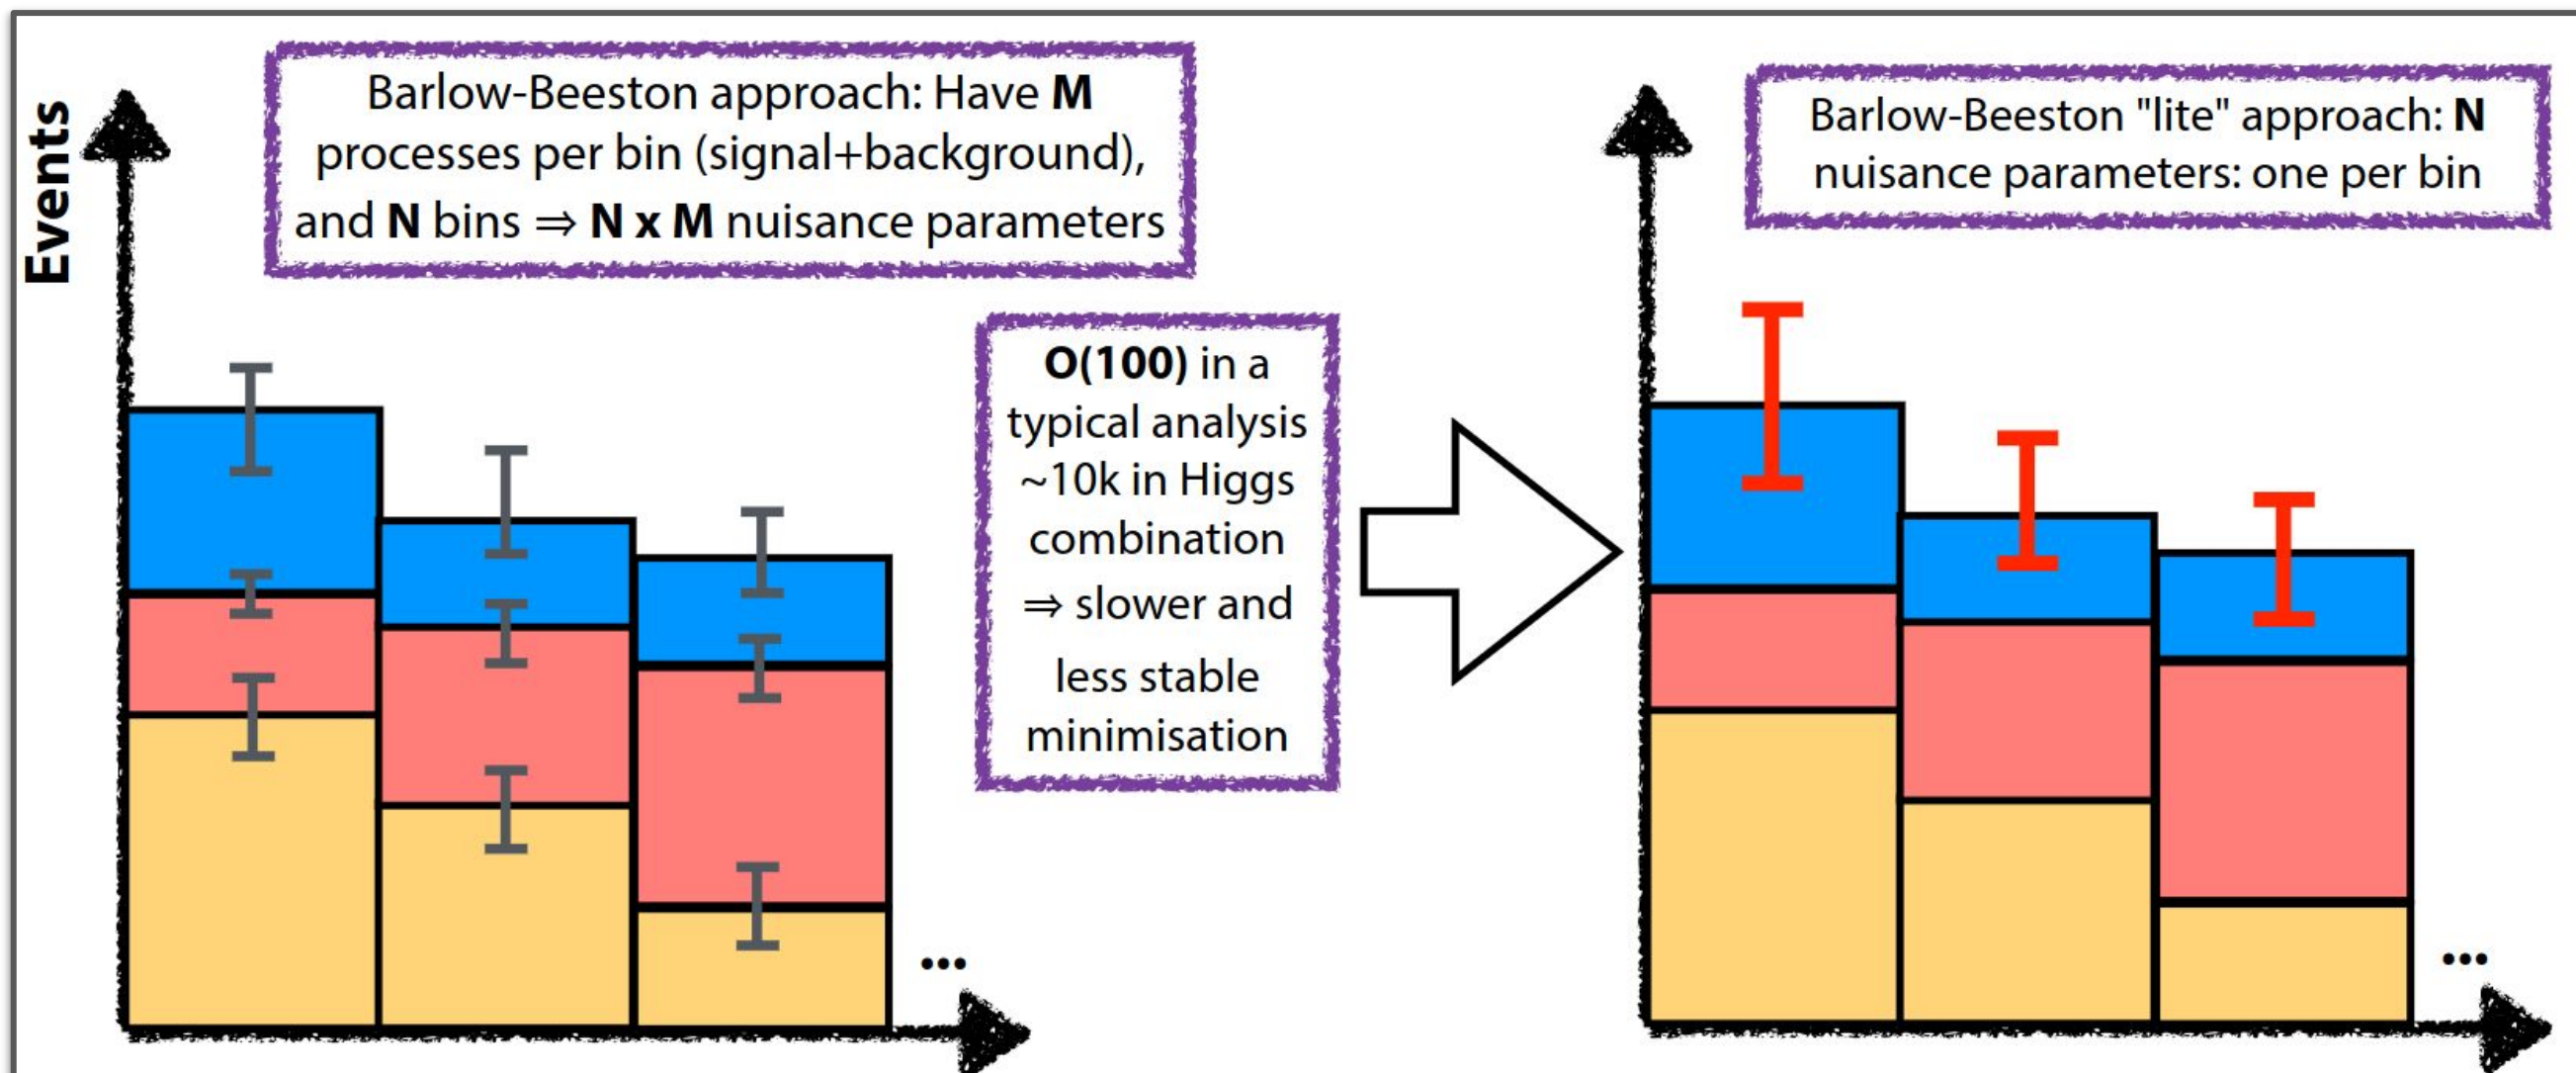 Events
Barlow-Beeston approach: Have M
processes per bin (signal+background),
and N bins ⇒ N x M nuisance parameters
O(100) in a
typical analysis
~10k in Higgs
combination
⇒ slower and
less stable
minimisation
...
Barlow-Beeston "lite" approach: N
nuisance parameters: one per bin
...